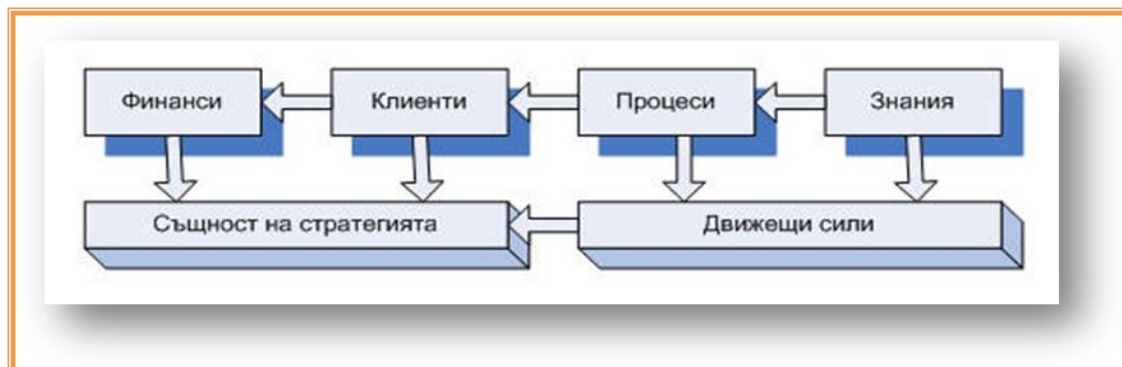 Финанси
Клиенти
Процеси
Знания
Същност на стратегията
Движещи сили